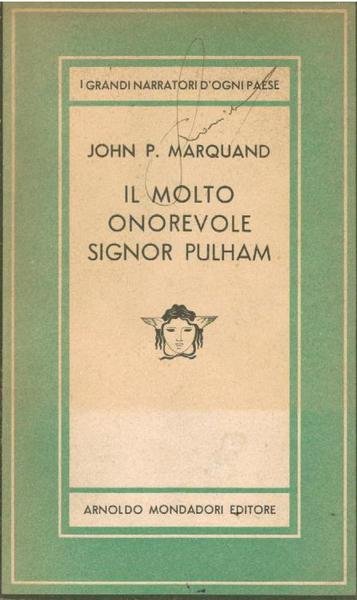 I GRANDI NARRATORI D'OGNI PAESE
JOHN P. MARQUAND
IL MOLTO
ONOREVOLE
SIGNOR PULHAM
ARNOLDO MONDADORI EDITORE